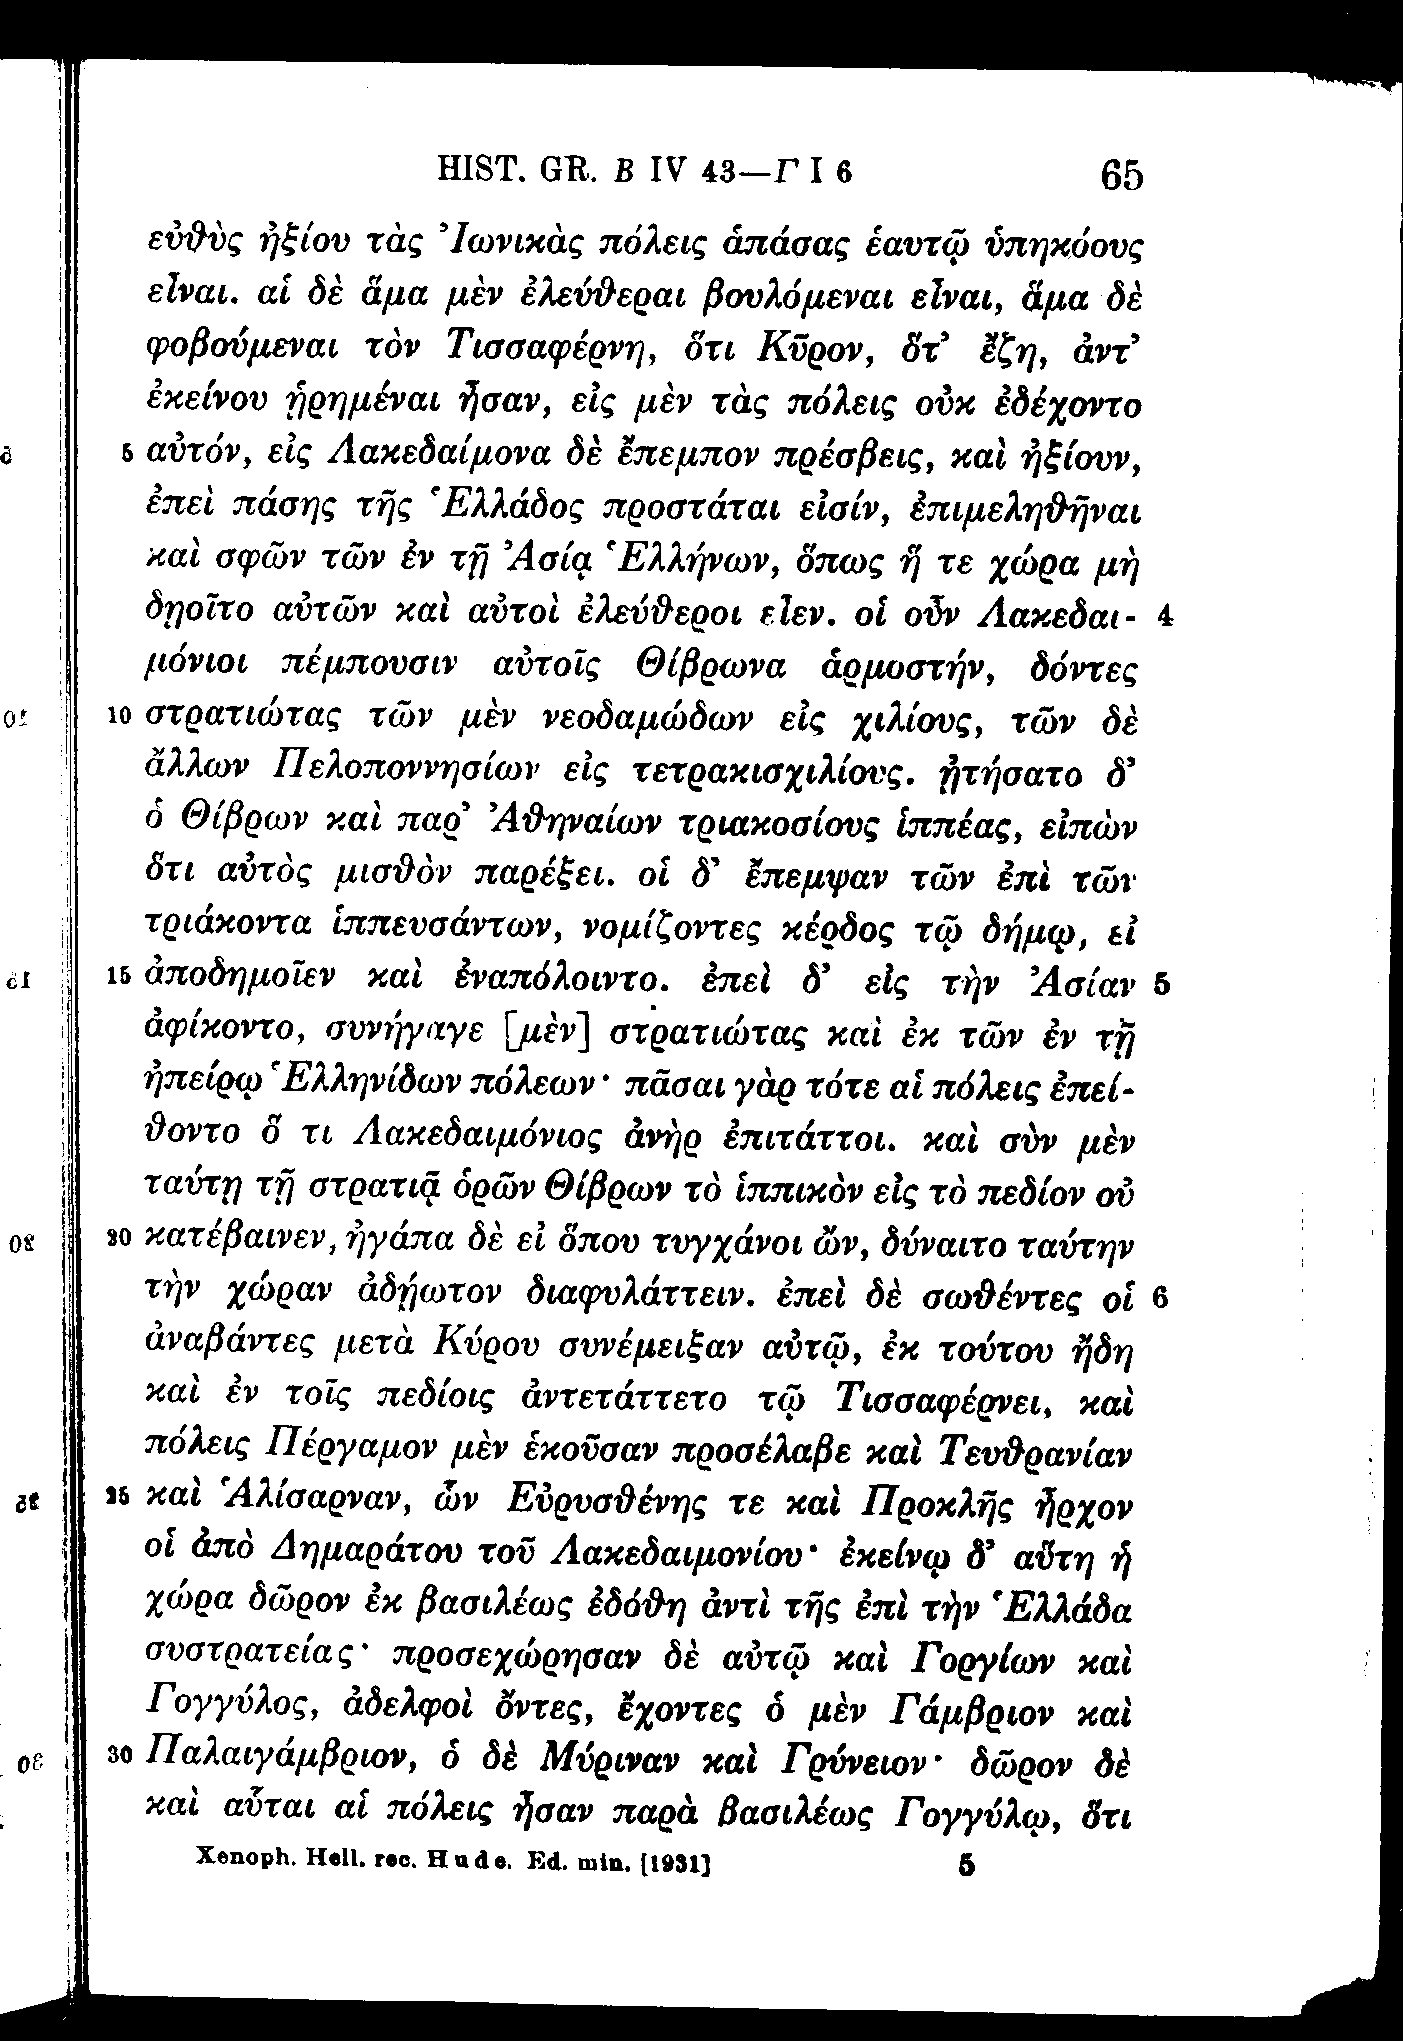 HIST. GR. B IV 43—Γ I 6 65
εὐθὺς ἠξίου τὰς Ἰωνικὰς πόλεις ἁπάσας ἑαυτῷ ὑπηκόους
εἶναι. αἱ δὲ ἅμα μὲν ἐλεύθεραι βουλόμεναι εἶναι, ἅμα δὲ
φοβούμεναι τὸν Τισσαφέρνη, ὅτι Κῦρον, ὅτ’ ἔζη, ἀντ’
ἐκείνου ᾑρημέναι ἦσαν, εἰς μὲν τὰς πόλεις οὐκ ἐδέχοντο
5 αὐτόν, εἰς Λακεδαίμονα δὲ ἔπεμπον πρέσβεις, καὶ ἠξίουν,
ἐπεὶ πάσης τῆς Ἑλλάδος προστάται εἰσίν, ἐπιμεληθῆναι
καὶ σφῶν τῶν ἐν τῇ Ἀσίᾳ Ἑλλήνων, ὅπως ἥ τε χώρα μὴ
δῃοῖτο αὐτῶν καὶ αὐτοὶ ἐλεύθεροι εἶεν. οἱ οὖν Λακεδαι- 4
μόνιοι πέμπουσιν αὐτοῖς Θίβρωνα ἁρμοστήν, δόντες
10 στρατιώτας τῶν μὲν νεοδαμώδων εἰς χιλίους, τῶν δὲ
ἄλλων Πελοποννησίων εἰς τετρακισχιλίους. ᾐτήσατο δ’
ὁ Θίβρων καὶ παρ’ Ἀθηναίων τριακοσίους ἱππέας, εἰπὼν
ὅτι αὐτὸς μισθὸν παρέξει. οἱ δ’ ἔπεμψαν τῶν ἐπὶ τῶν
τριάκοντα ἱππευσάντων, νομίζοντες κέρδος τῷ δήμῳ, εἰ
15 ἀποδημοῖεν καὶ ἐναπόλοιντο. ἐπεὶ δ’ εἰς τὴν Ἀσίαν 5
ἀφίκοντο, συνήγαγε [μὲν] στρατιώτας καὶ ἐκ τῶν ἐν τῇ
ἠπείρῳ Ἑλληνίδων πόλεων· πᾶσαι γὰρ τότε αἱ πόλεις ἐπεί-
θοντο ὅ τι Λακεδαιμόνιος ἀνὴρ ἐπιτάττοι. καὶ σὺν μὲν
ταύτῃ τῇ στρατιᾷ ὁρῶν Θίβρων τὸ ἱππικὸν εἰς τὸ πεδίον οὐ
20 κατέβαινεν, ἠγάπα δὲ εἰ ὅπου τυγχάνοι ὤν, δύναιτο ταύτην
τὴν χώραν ἀδῄωτον διαφυλάττειν. ἐπεὶ δὲ σωθέντες οἱ 6
ἀναβάντες μετὰ Κύρου συνέμειξαν αὐτῷ, ἐκ τούτου ἤδη
καὶ ἐν τοῖς πεδίοις ἀντετάττετο τῷ Τισσαφέρνει, καὶ
πόλεις Πέργαμον μὲν ἑκοῦσαν προσέλαβε καὶ Τευθρανίαν
25 καὶ Ἁλίσαρναν, ὧν Εὐρυσθένης τε καὶ Προκλῆς ἦρχον
οἱ ἀπὸ Δημαράτου τοῦ Λακεδαιμονίου· ἐκείνῳ δ’ αὕτη ἡ
χώρα δῶρον ἐκ βασιλέως ἐδόθη ἀντὶ τῆς ἐπὶ τὴν Ἑλλάδα
συστρατείας· προσεχώρησαν δὲ αὐτῷ καὶ Γοργίων καὶ
Γογγύλος, ἀδελφοὶ ὄντες, ἔχοντες ὁ μὲν Γάμβριον καὶ
30 Παλαιγάμβριον, ὁ δὲ Μύριναν καὶ Γρύνειον· δῶρον δὲ
καὶ αὗται αἱ πόλεις ἦσαν παρὰ βασιλέως Γογγύλῳ, ὅτι
Xenoph. Hell. rec. Hude. Ed. min. [1931] 5